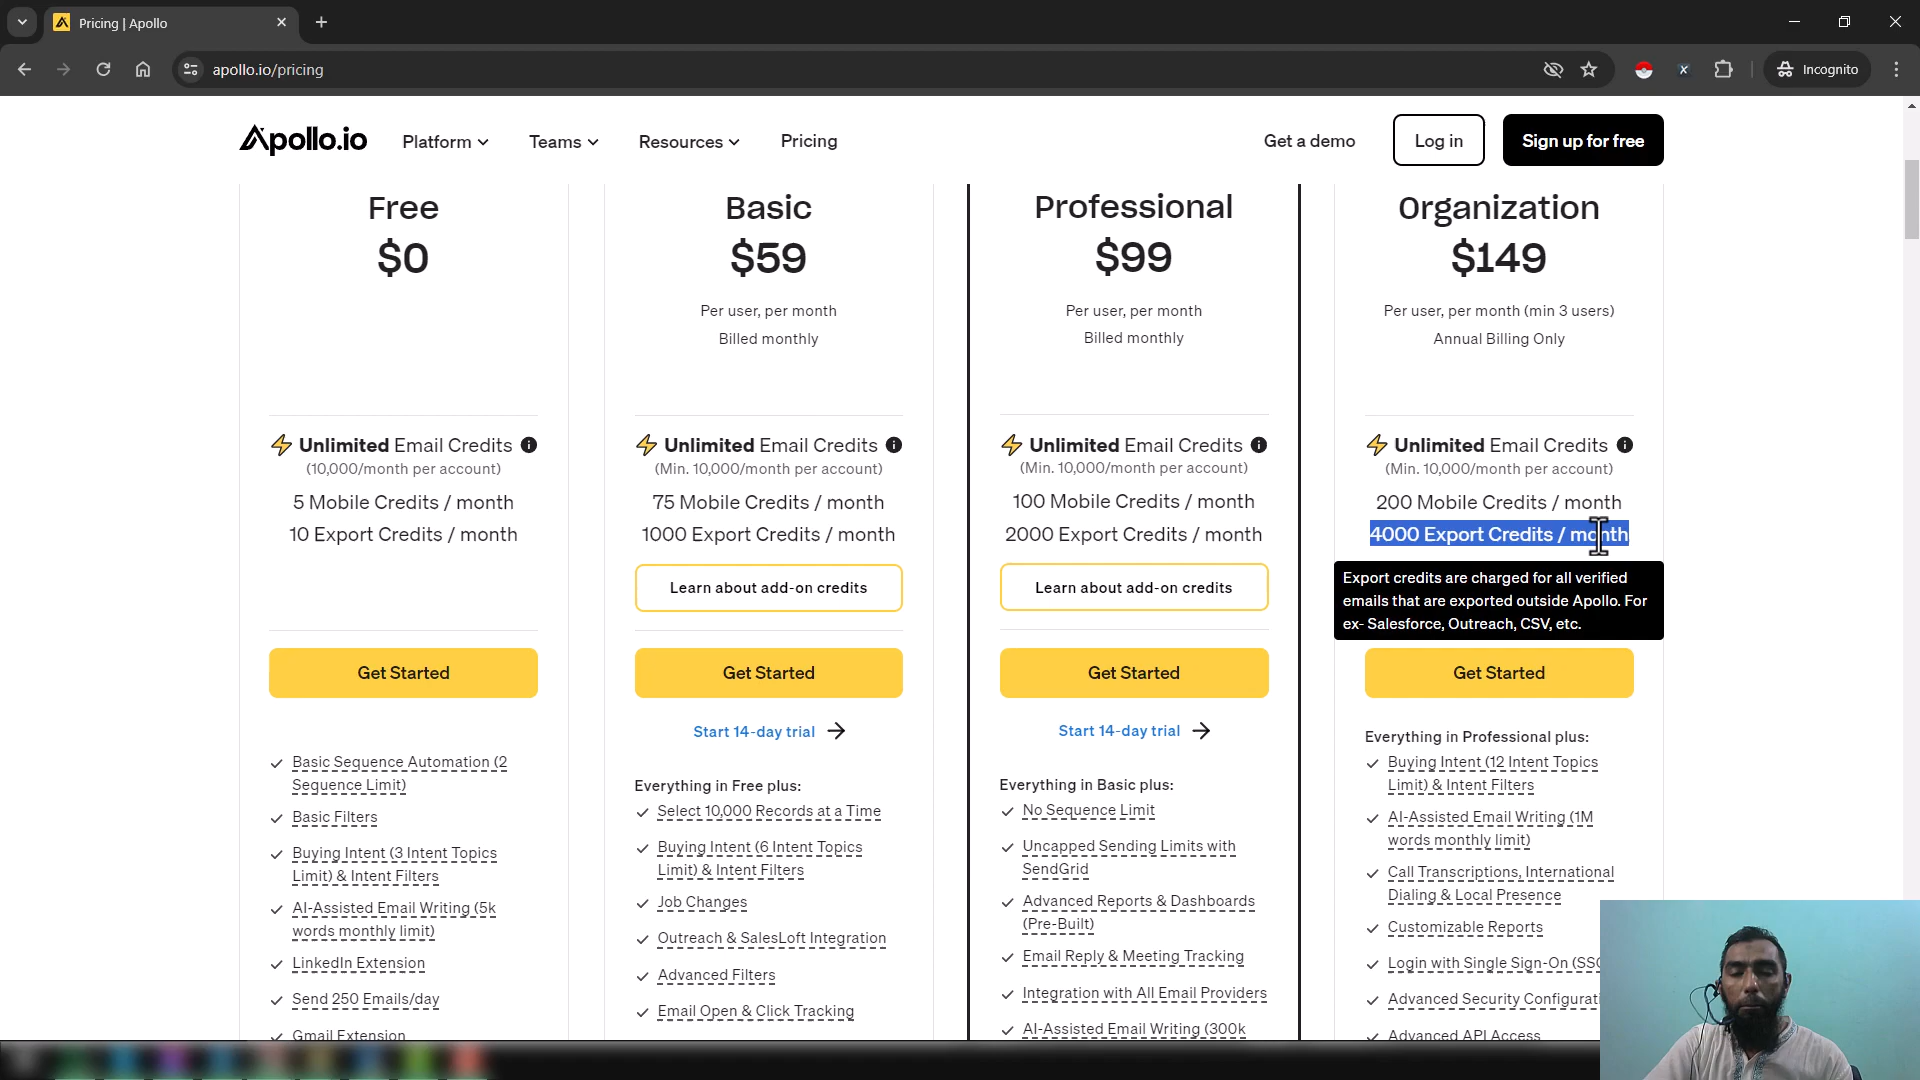 Pricing | Apollo
apollo.io/pricing
Incognito
Apollo.io
Platform
Teams
Resources
Pricing
Get a demo
Log in
Sign up for free
Free
$0
Unlimited Email Credits
(10,000/month per account)
5 Mobile Credits / month
10 Export Credits / month
Get Started
Basic Sequence Automation (2
Sequence Limit)
Basic Filters
Buying Intent (3 Intent Topics
Limit) & Intent Filters
AI-Assisted Email Writing (5k
words monthly limit)
LinkedIn Extension
Send 250 Emails/day
Gmail Extension
Basic
$59
Per user, per month
Billed monthly
Unlimited Email Credits
(Min. 10,000/month per account)
75 Mobile Credits / month
1000 Export Credits / month
Learn about add-on credits
Get Started
Start 14-day trial
Everything in Free plus:
Select 10,000 Records at a Time
Buying Intent (6 Intent Topics
Limit) & Intent Filters
Job Changes
Outreach & SalesLoft Integration
Advanced Filters
Email Open & Click Tracking
Professional
$99
Per user, per month
Billed monthly
Unlimited Email Credits
(Min. 10,000/month per account)
100 Mobile Credits / month
2000 Export Credits / month
Learn about add-on credits
Get Started
Start 14-day trial
Everything in Basic plus:
No Sequence Limit
Uncapped Sending Limits with
SendGrid
Advanced Reports & Dashboards
(Pre-Built)
Email Reply & Meeting Tracking
Integration with All Email Providers
AI-Assisted Email Writing (300k
Organization
$149
Per user, per month (min 3 users)
Annual Billing Only
Unlimited Email Credits
(Min. 10,000/month per account)
200 Mobile Credits / month
4000 Export Credits / month
Export credits are charged for all verified
emails that are exported outside Apollo. For
ex- Salesforce, Outreach, CSV, etc.
Get Started
Everything in Professional plus:
Buying Intent (12 Intent Topics
Limit) & Intent Filters
AI-Assisted Email Writing (1M
words monthly limit)
Call Transcriptions, International
Dialing & Local Presence
Customizable Reports
Login with Single Sign-On (SSO
Advanced Security Configurati
Advanced API Access